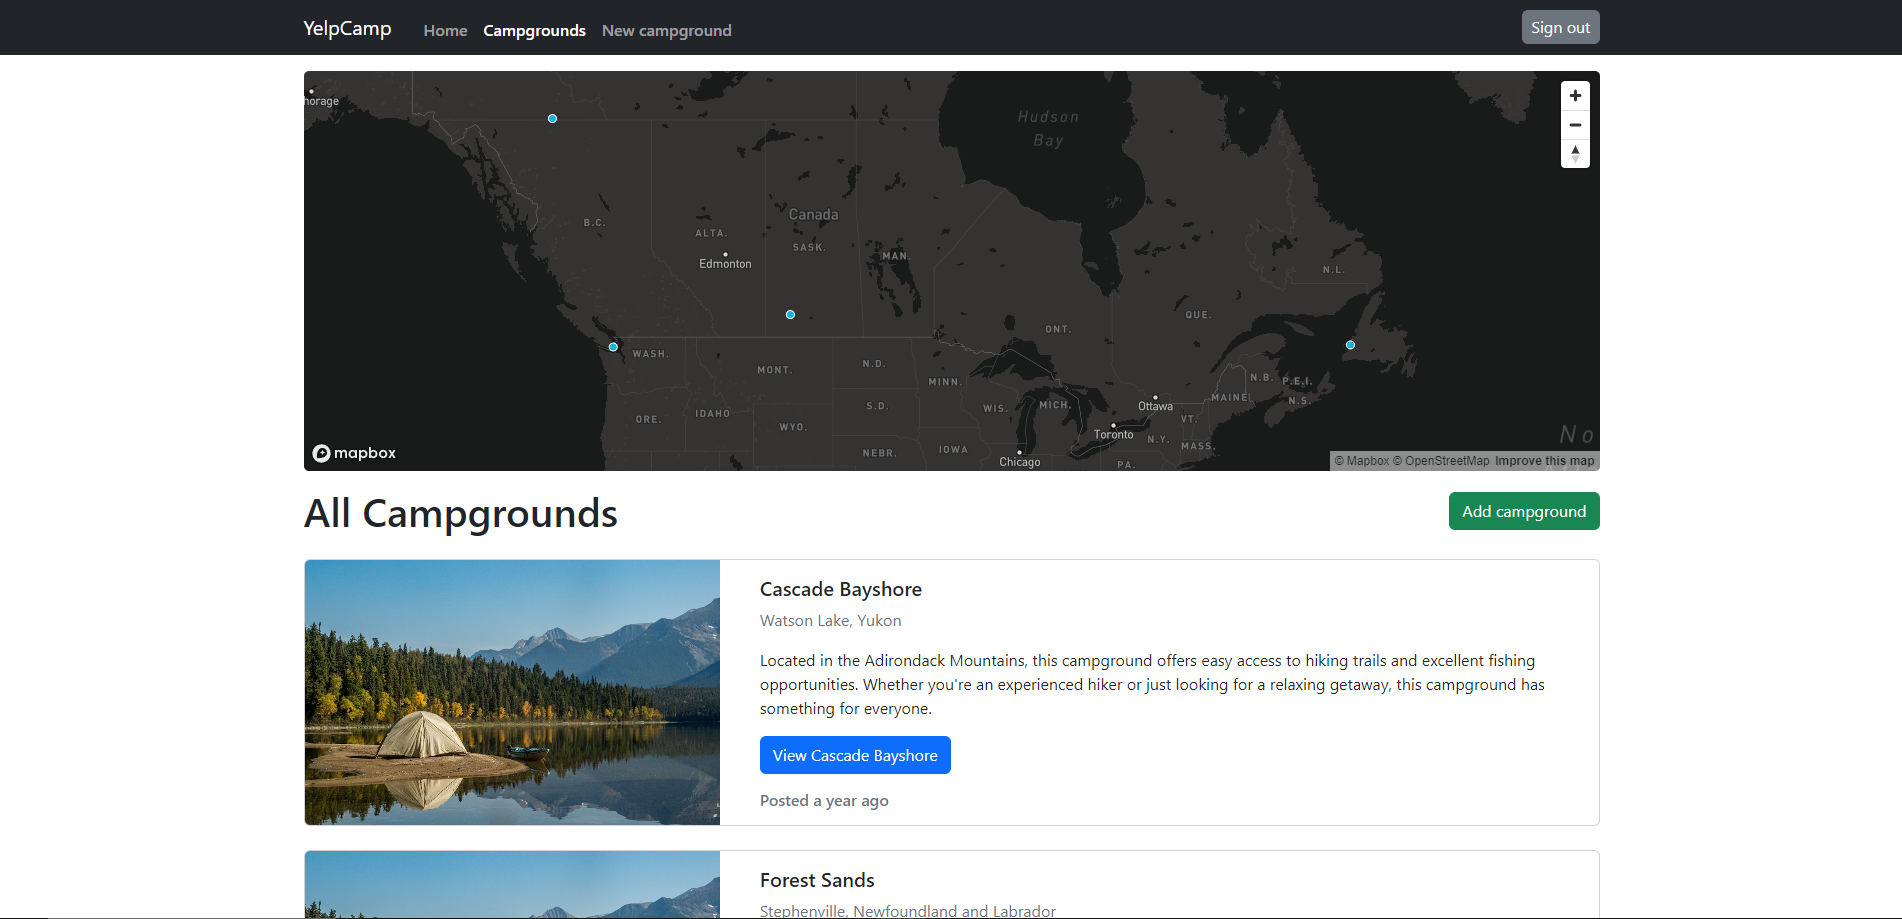 YelpCamp Home Campgrounds New campground Sign out
horage
Hudson
Bay
Canada
B.C.
ALTA.
SASK.
MAN.
Edmonton
N.L.
QUE.
ONT.
WASH.
MONT.
N.D.
MINN.
N.B. P.E.I.
MAINE
N.S.
ORE.
IDAHO
WYO.
S.D.
WIS.
MICH.
Ottawa
VT.
Toronto
N.Y.
MASS.
No
NEBR.
IOWA
Chicago
PA.
mapbox
© Mapbox © OpenStreetMap Improve this map
All Campgrounds
Add campground
Cascade Bayshore
Watson Lake, Yukon
Located in the Adirondack Mountains, this campground offers easy access to hiking trails and excellent fishing
opportunities. Whether you're an experienced hiker or just looking for a relaxing getaway, this campground has
something for everyone.
View Cascade Bayshore
Posted a year ago
Forest Sands
Stephenville, Newfoundland and Labrador